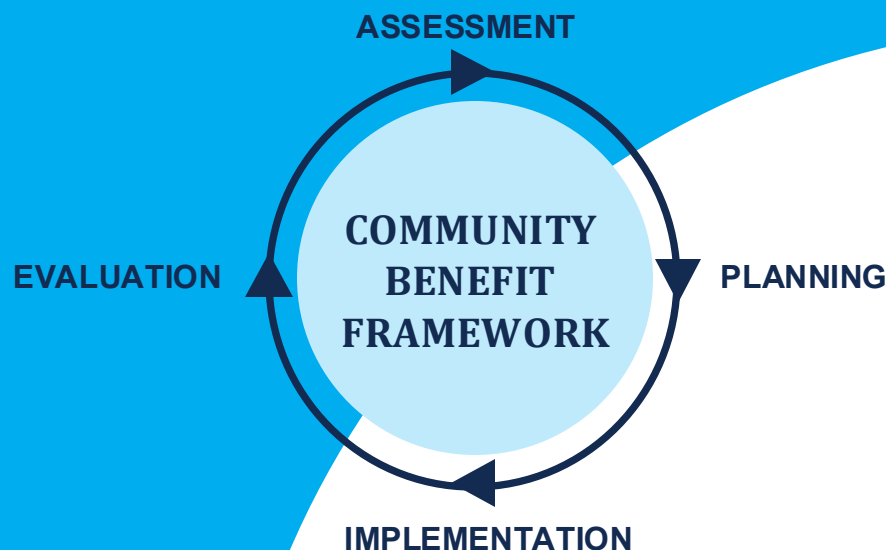 ASSESSMENT
COMMUNITY
BENEFIT
FRAMEWORK
EVALUATION
PLANNING
IMPLEMENTATION